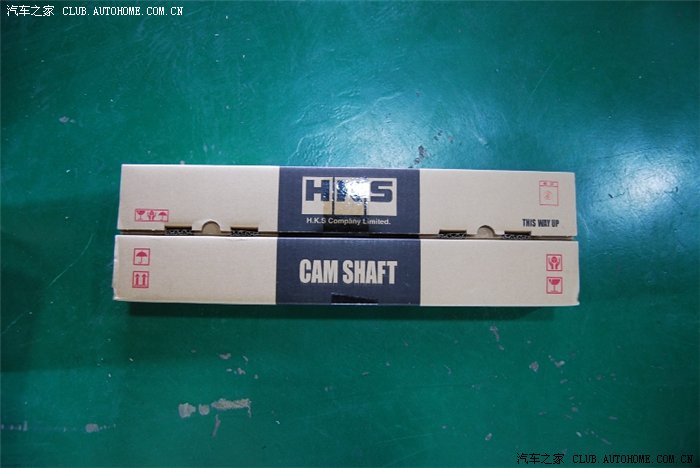 汽车之家 CLUB.AUTOHOME.COM.CN
HKS
H.K.S Company Limited.
THIS WAY UP
CAM SHAFT
汽车之家 CLUB.AUTOHOME.COM.CN